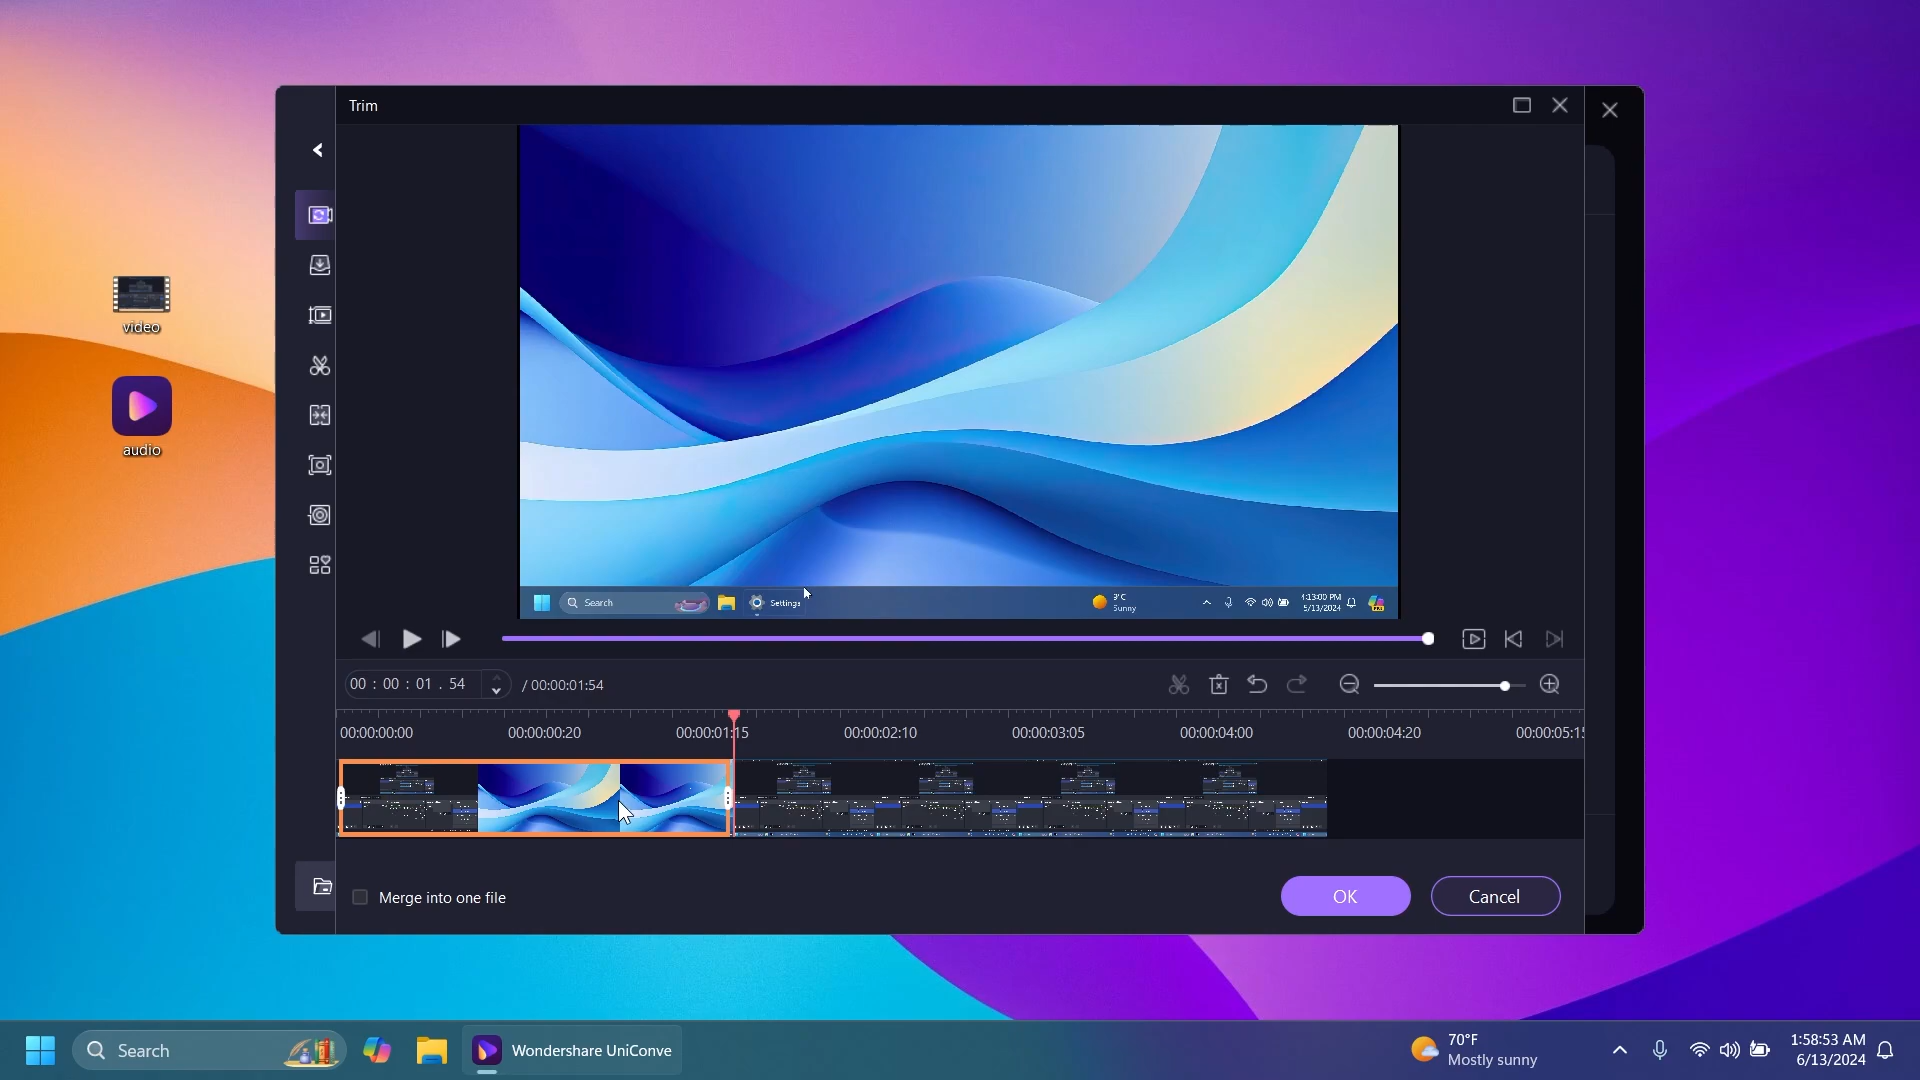 Trim
video
audio
Search
Settings
9°C
Sunny
4:13:00 PM
5/13/2024
00 : 00 : 01 . 54
/ 00:00:01:54
00:00:00:00
00:00:00:20
00:00:01:15
00:00:02:10
00:00:03:05
00:00:04:00
00:00:04:20
00:00:05:15
Merge into one file
OK
Cancel
Search
Wondershare UniConve
70°F
Mostly sunny
1:58:53 AM
6/13/2024